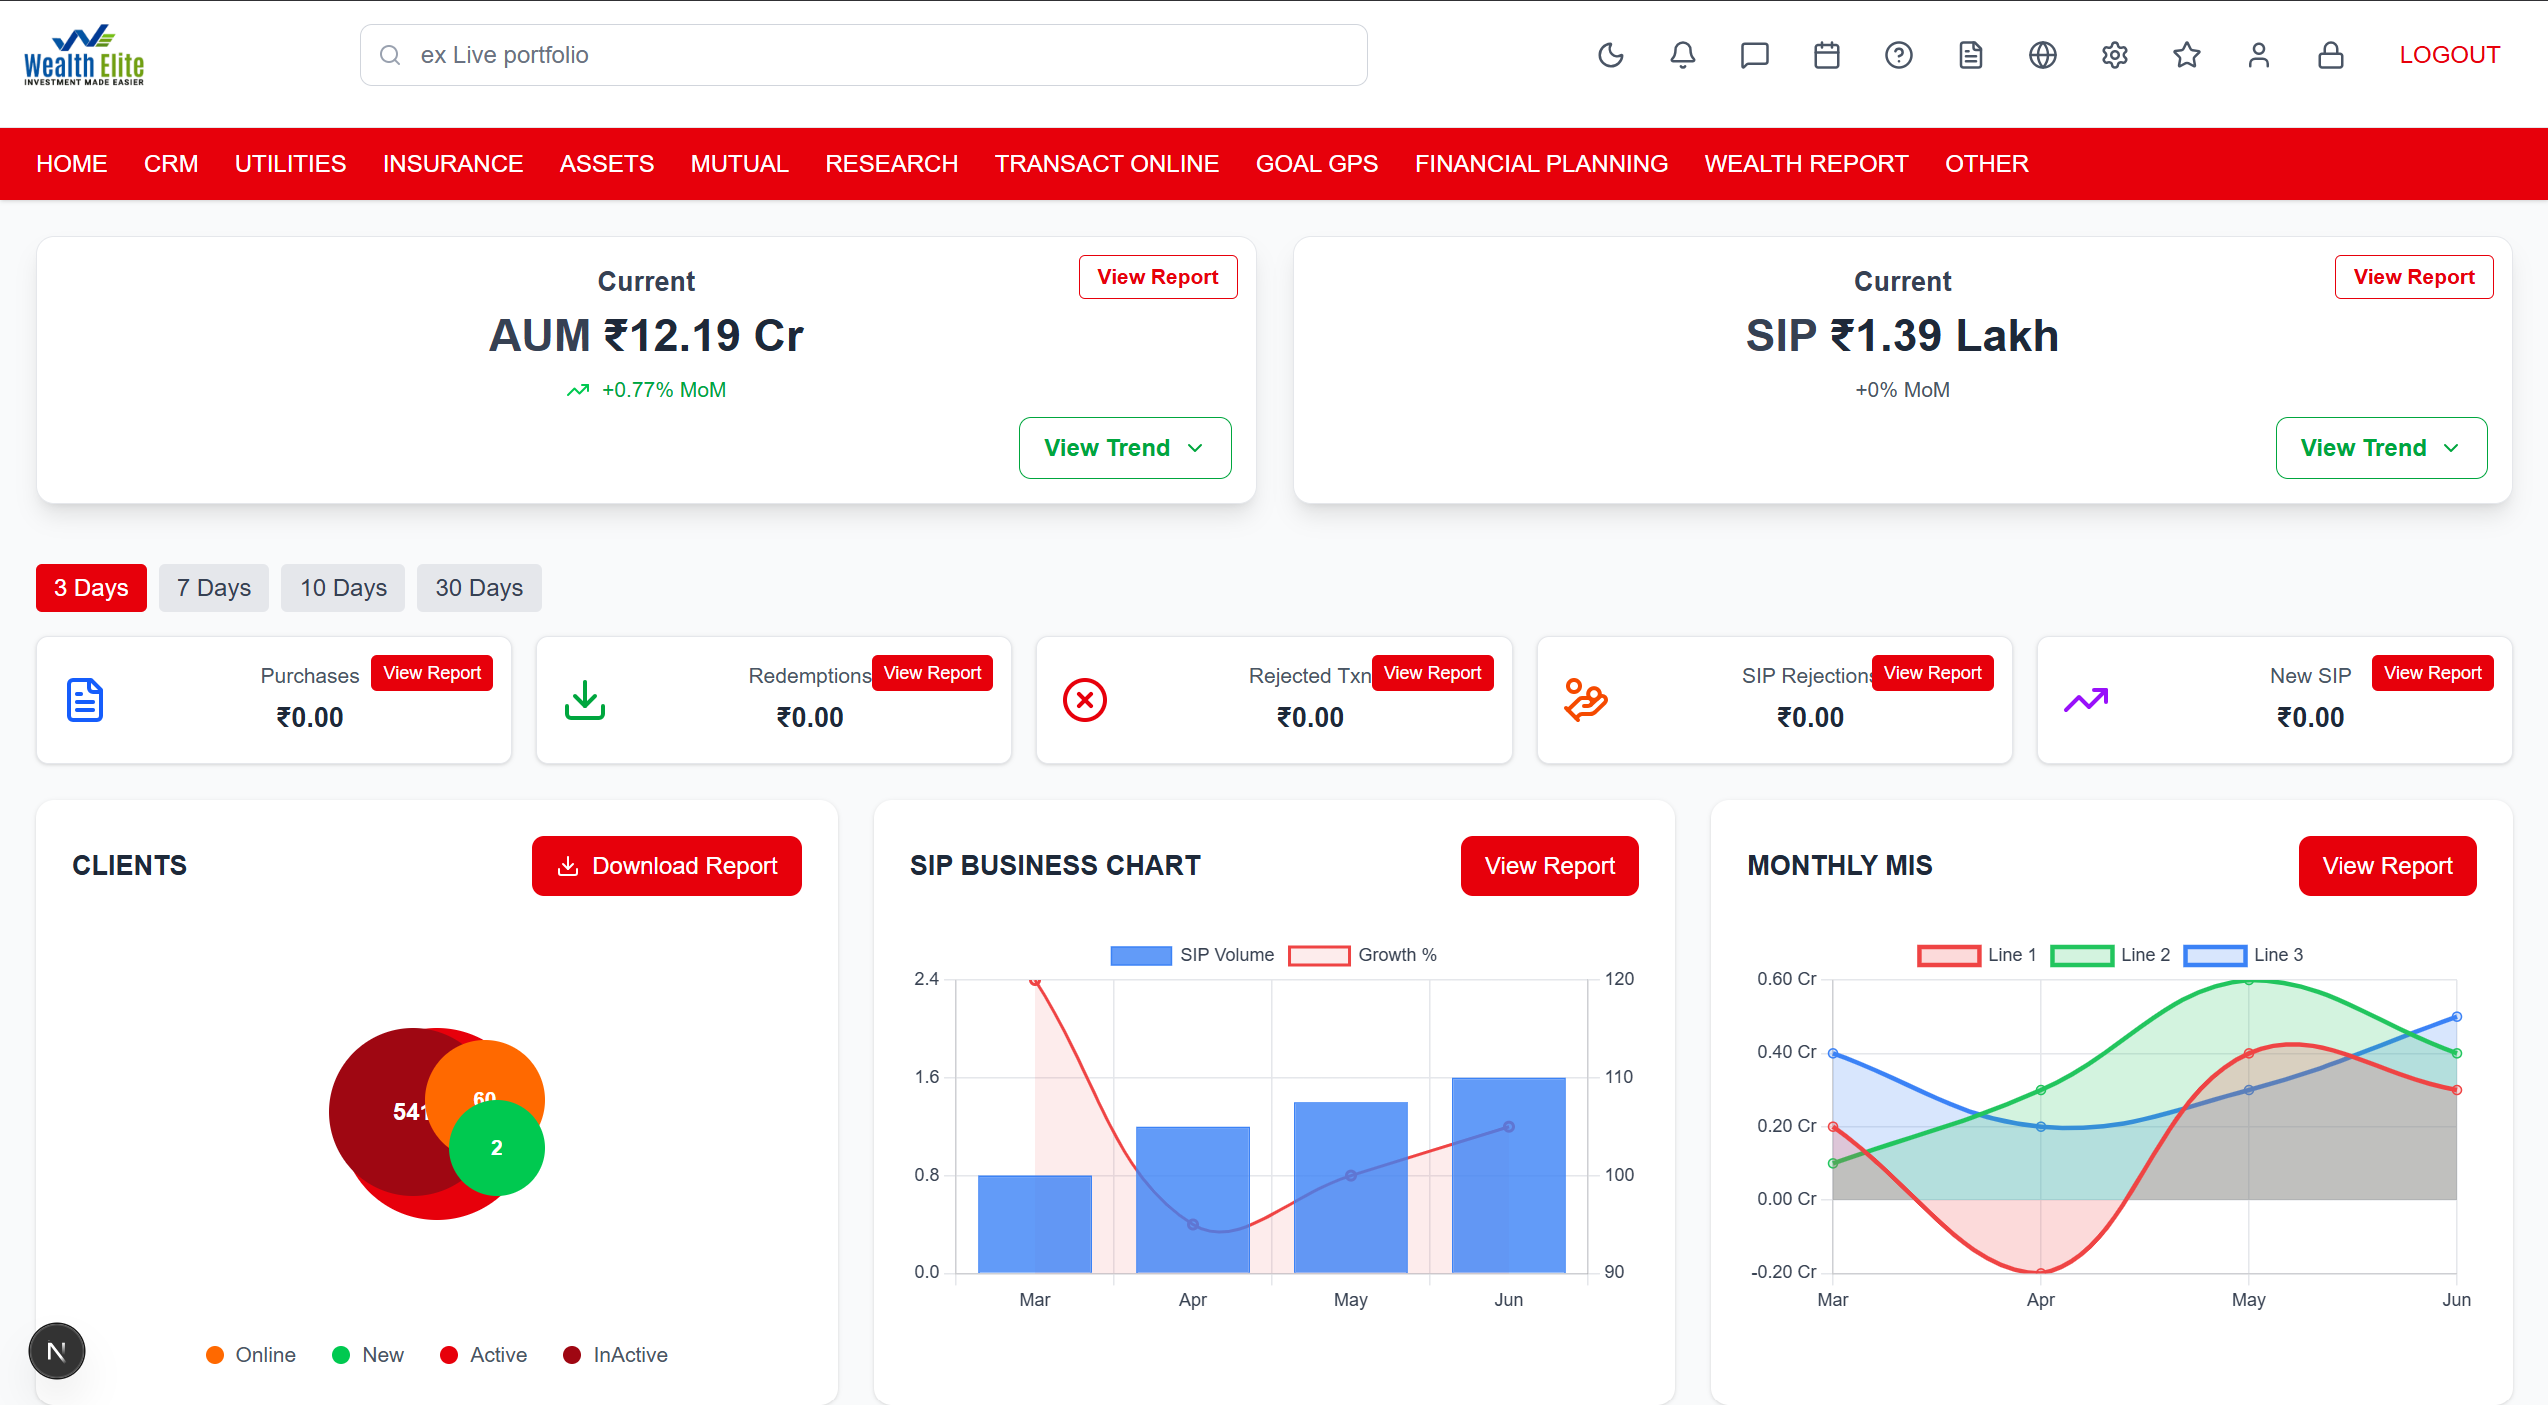 Wealth Elite
INVESTMENT MADE EASIER
ex Live portfolio
LOGOUT
HOME CRM UTILITIES INSURANCE ASSETS MUTUAL RESEARCH TRANSACT ONLINE GOAL GPS FINANCIAL PLANNING WEALTH REPORT OTHER
Current
View Report
AUM ₹12.19 Cr
+0.77% MoM
View Trend
Current
View Report
SIP ₹1.39 Lakh
+0% MoM
View Trend
3 Days 7 Days 10 Days 30 Days
Purchases View Report
₹0.00
Redemptions View Report
₹0.00
Rejected Txn View Report
₹0.00
SIP Rejections View Report
₹0.00
New SIP View Report
₹0.00
CLIENTS
Download Report
541
60
2
Online New Active InActive
N
SIP BUSINESS CHART
View Report
SIP Volume Growth %
2.4 120
1.6 110
0.8 100
0.0 90
Mar Apr May Jun
MONTHLY MIS
View Report
Line 1 Line 2 Line 3
0.60 Cr
0.40 Cr
0.20 Cr
0.00 Cr
-0.20 Cr
Mar Apr May Jun